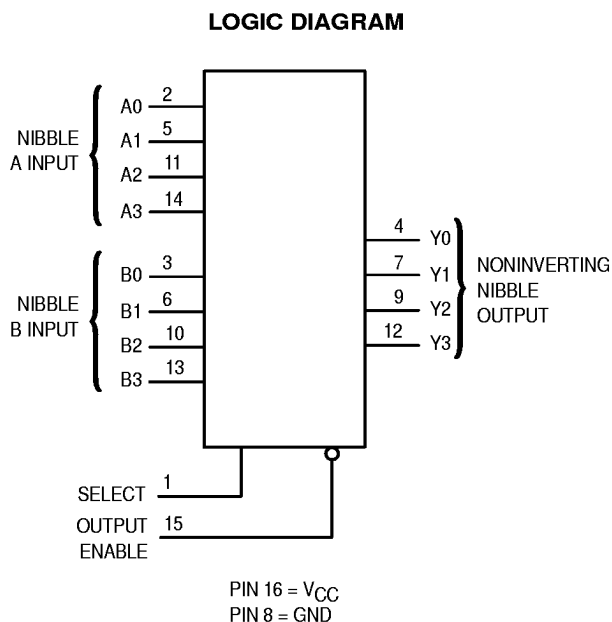 LOGIC DIAGRAM
NIBBLE
A INPUT
A0 2
A1 5
A2 11
A3 14
NIBBLE
B INPUT
B0 3
B1 6
B2 10
B3 13
4 Y0
7 Y1
9 Y2
12 Y3
NONINVERTING
NIBBLE
OUTPUT
SELECT 1
OUTPUT 15
ENABLE
PIN 16 = VCC
PIN 8 = GND